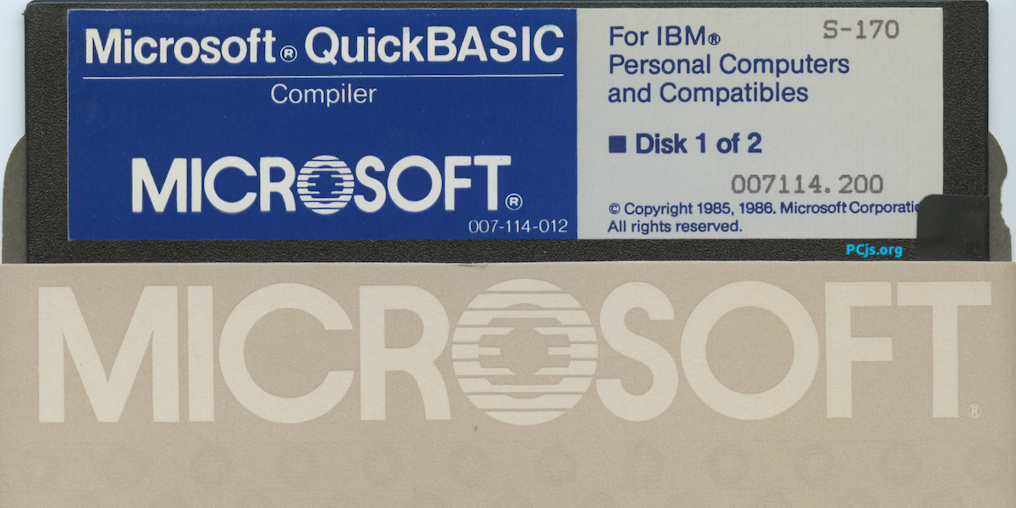 Microsoft® QuickBASIC
Compiler
MICROSOFT®
007-114-012
For IBM® S-170
Personal Computers
and Compatibles
■ Disk 1 of 2
007114.200
© Copyright 1985, 1986. Microsoft Corporatio
All rights reserved.
PCjs.org
MICROSOFT®